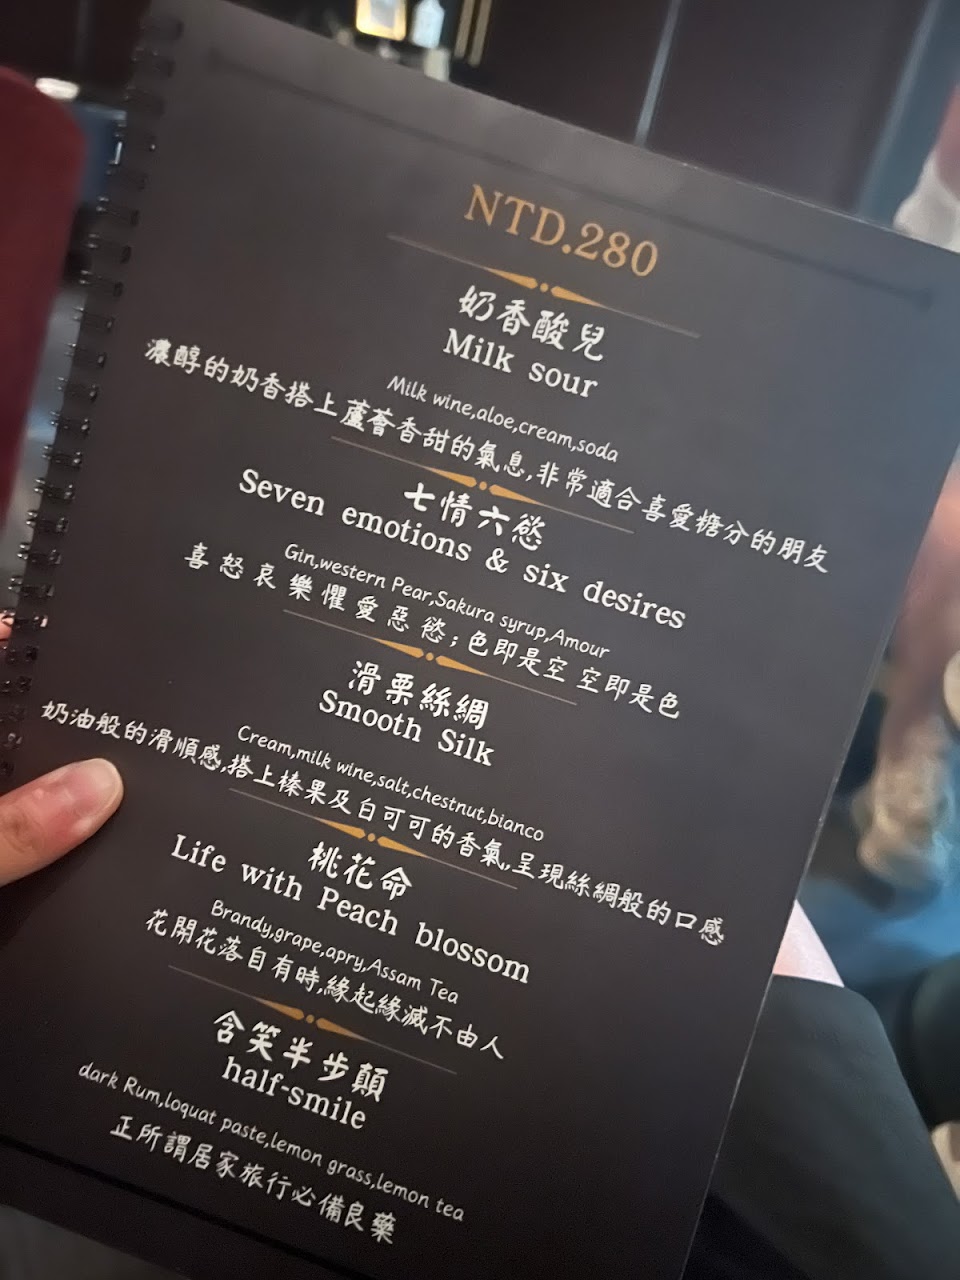 NTD.280
奶香酸兒
Milk sour
Milk wine,aloe,cream,soda
濃醇的奶香搭上蘆薈香甜的氣息,非常適合喜愛糖分的朋友
七情六慾
Seven emotions & six desires
Gin,western Pear,Sakura syrup,Amour
喜怒哀樂懼愛惡慾;色即是空 空即是色
滑栗絲綢
Smooth Silk
Cream,milk wine,salt,chestnut,bianco
奶油般的滑順感,搭上榛果及白可可的香氣,呈現絲綢般的口感
桃花命
Life with Peach blossom
Brandy,grape,apry,Assam Tea
花開花落自有時,緣起緣滅不由人
含笑半步顛
half-smile
dark Rum,loquat paste,lemon grass,lemon tea
正所謂居家旅行必備良藥